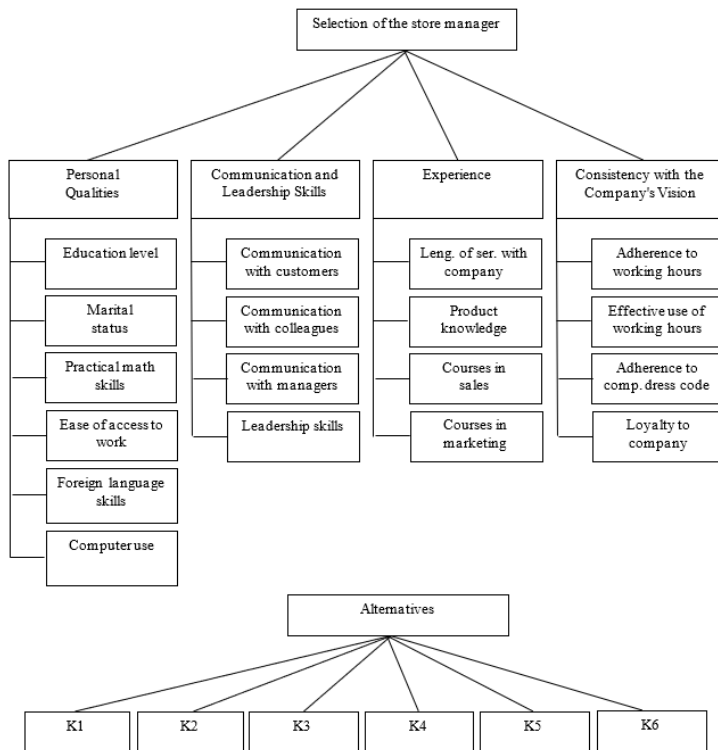 Selection of the store manager
Personal
Qualities
Education level
Marital
status
Practical math
skills
Ease of access to
work
Foreign language
skills
Computer use
Communication and
Leadership Skills
Communication
with customers
Communication
with colleagues
Communication
with managers
Leadership skills
Experience
Leng. of ser. with
company
Product
knowledge
Courses in
sales
Courses in
marketing
Consistency with the
Company's Vision
Adherence to
working hours
Effective use of
working hours
Adherence to
comp. dress code
Loyalty to
company
Alternatives
K1
K2
K3
K4
K5
K6